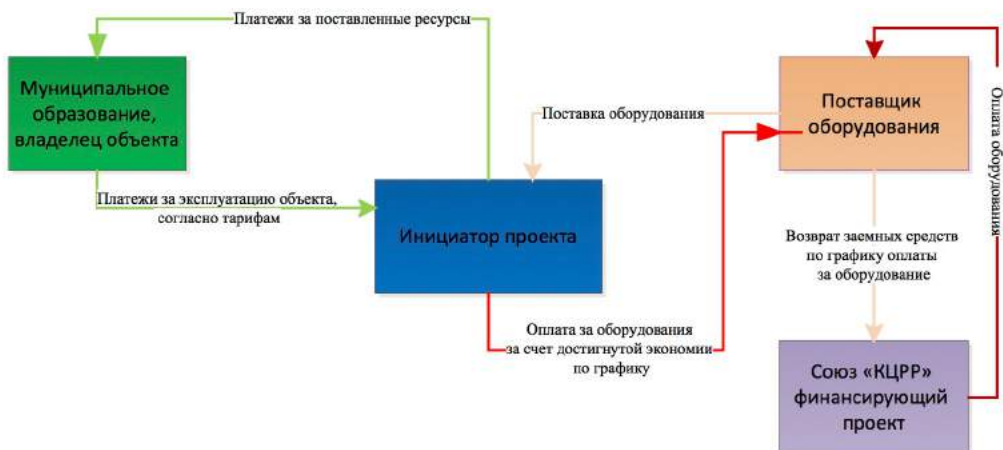 Платежи за поставленные ресурсы
Муниципальное
образование,
владелец объекта
Поставка оборудования
Поставщик
оборудования
Оплата оборудования
Платежи за эксплуатацию объекта,
согласно тарифам
Инициатор проекта
Возврат заемных средств
по графику оплаты
за оборудование
Оплата за оборудования
за счет достигнутой экономии
по графику
Союз «КЦРР»
финансирующий
проект